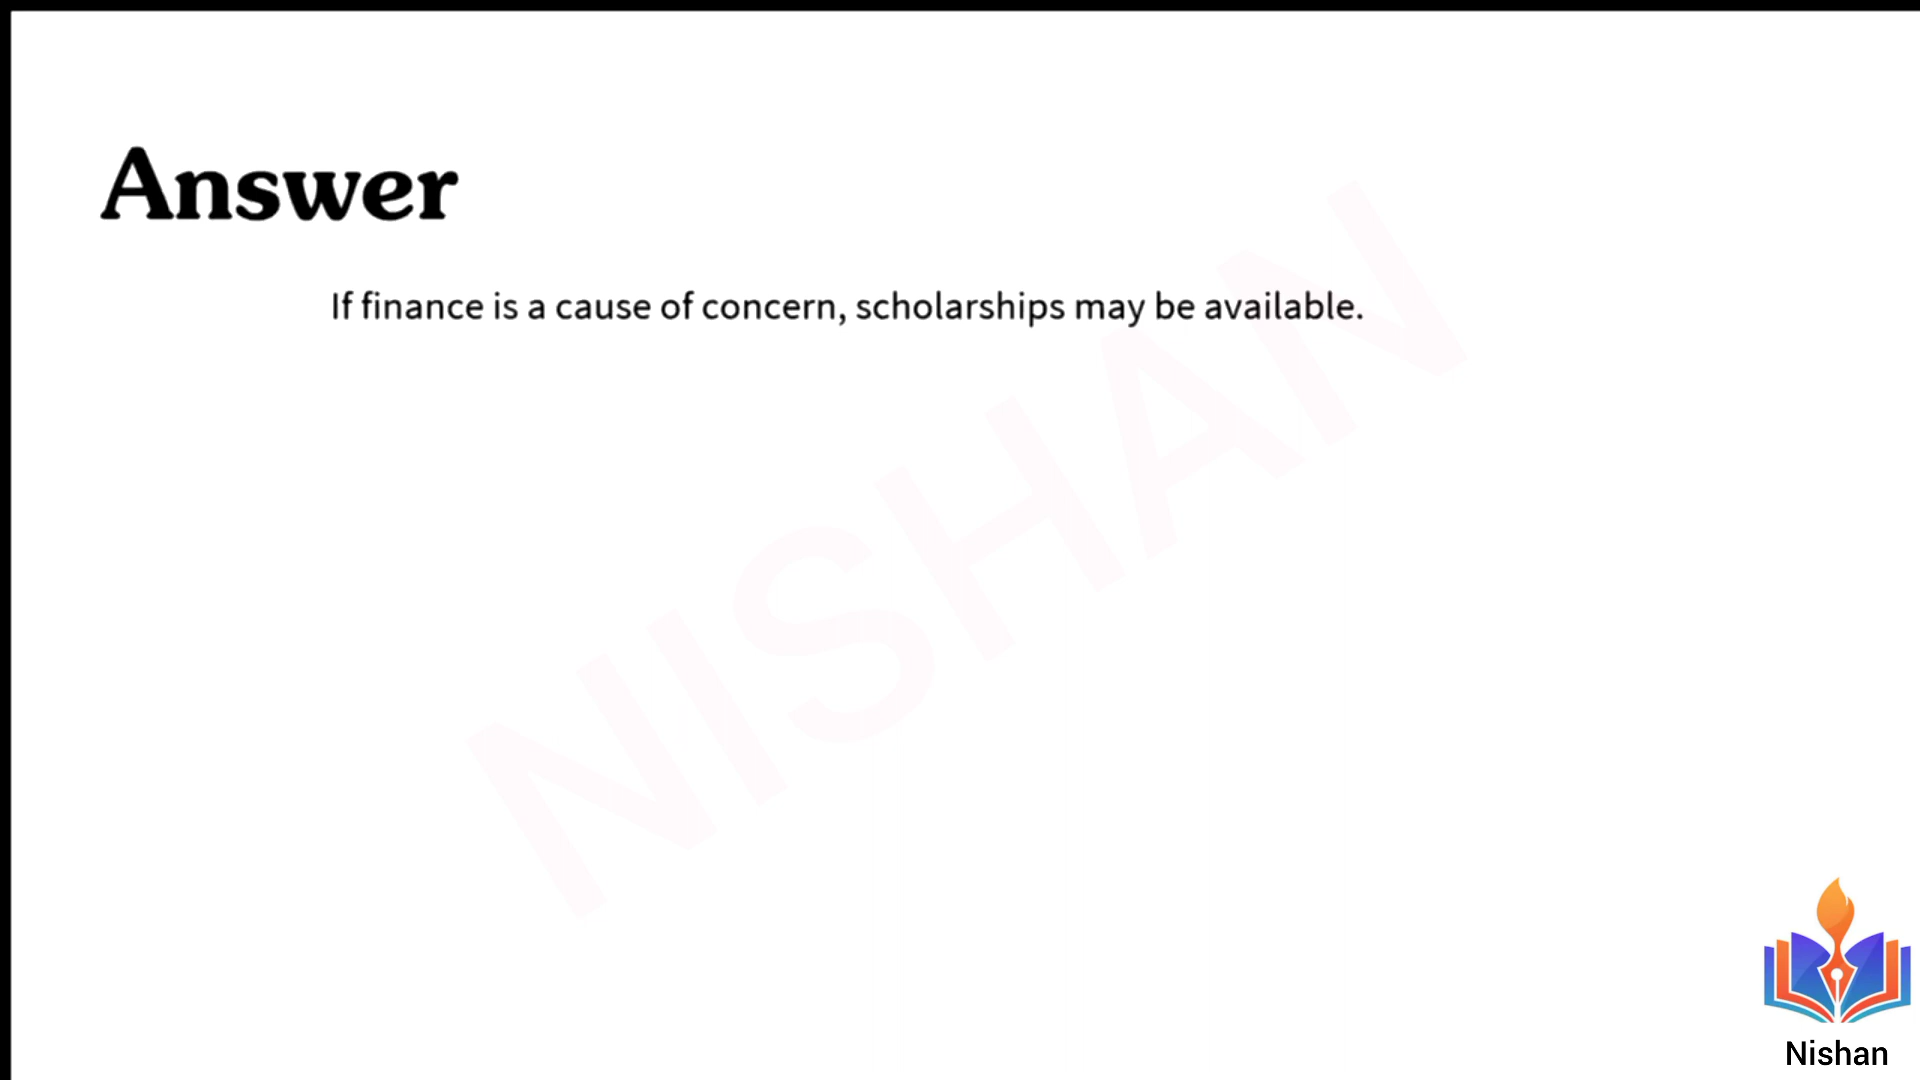 Answer
If finance is a cause of concern, scholarships may be available.
NISHAN
Nishan